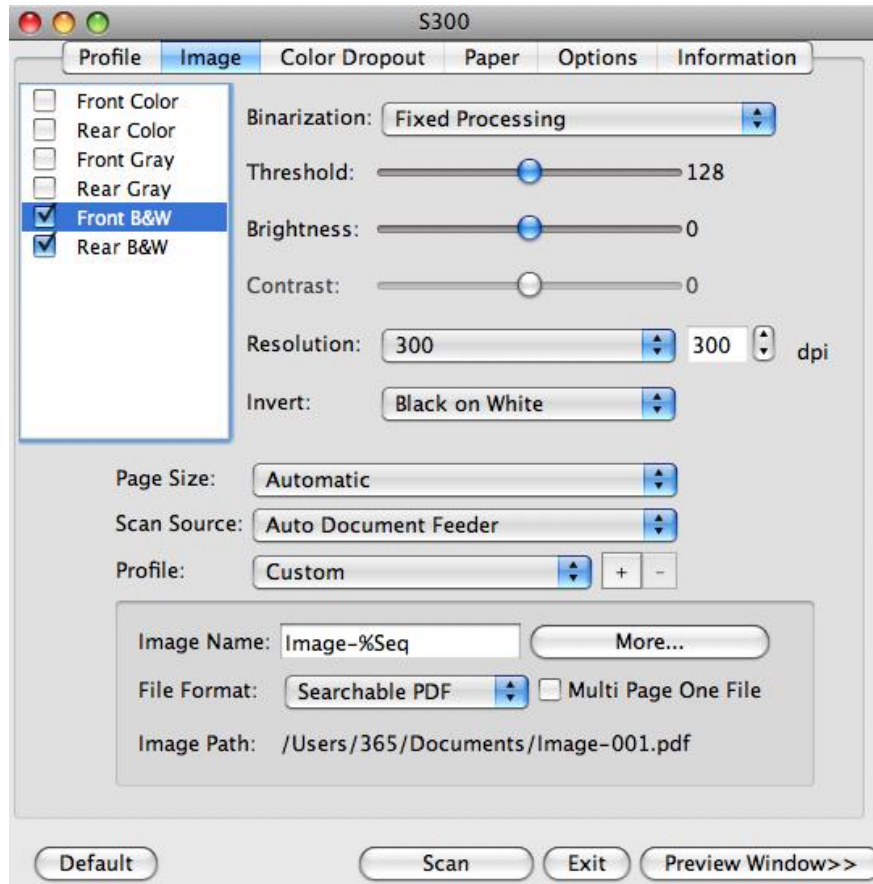 S300
Profile Image Color Dropout Paper Options Information
Front Color
Rear Color
Front Gray
Rear Gray
Front B&W
Rear B&W
Binarization: Fixed Processing
Threshold: 128
Brightness: 0
Contrast: 0
Resolution: 300 300 dpi
Invert: Black on White
Page Size: Automatic
Scan Source: Auto Document Feeder
Profile: Custom + -
Image Name: Image-%Seq More...
File Format: Searchable PDF Multi Page One File
Image Path: /Users/365/Documents/Image-001.pdf
Default Scan Exit Preview Window>>